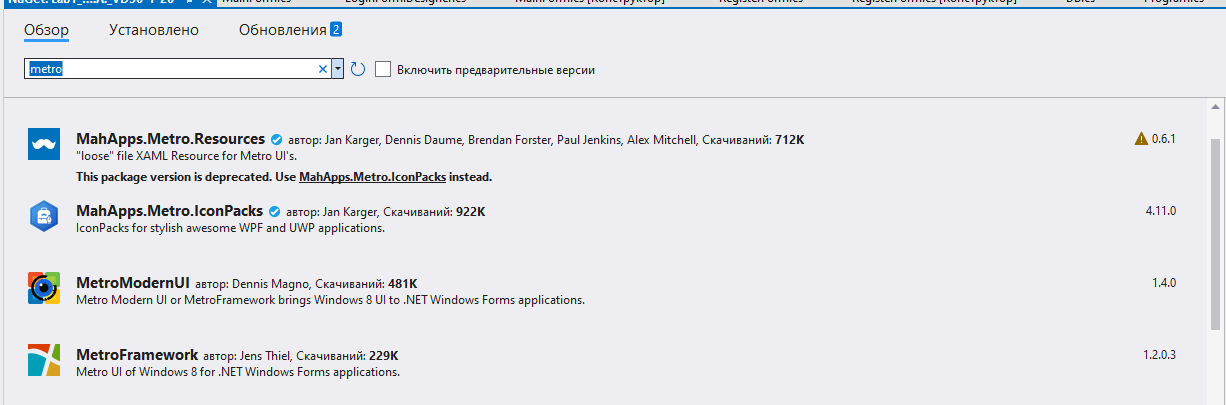 Обзор Установлено Обновления 2
metro Включить предварительные версии
MahApps.Metro.Resources автор: Jan Karger, Dennis Daume, Brendan Forster, Paul Jenkins, Alex Mitchell, Скачиваний: 712K 0.6.1
"loose" file XAML Resource for Metro UI's.
This package version is deprecated. Use MahApps.Metro.IconPacks instead.
MahApps.Metro.IconPacks автор: Jan Karger, Скачиваний: 922K 4.11.0
IconPacks for stylish awesome WPF and UWP applications.
MetroModernUI автор: Dennis Magno, Скачиваний: 481K 1.4.0
Metro Modern UI or MetroFramework brings Windows 8 UI to .NET Windows Forms applications.
MetroFramework автор: Jens Thiel, Скачиваний: 229K 1.2.0.3
Metro UI of Windows 8 for .NET Windows Forms applications.